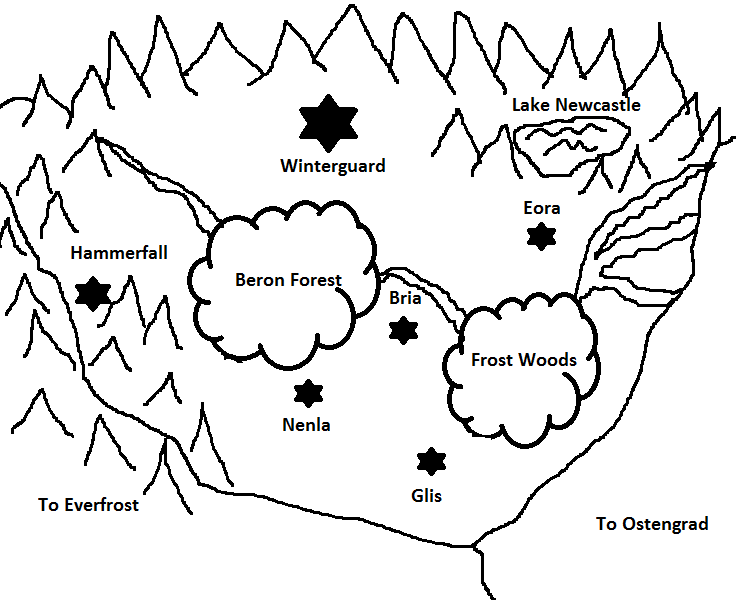 Lake Newcastle
Winterguard
Eora
Hammerfall
Beron Forest
Bria
Frost Woods
Nenla
Glis
To Everfrost
To Ostengrad